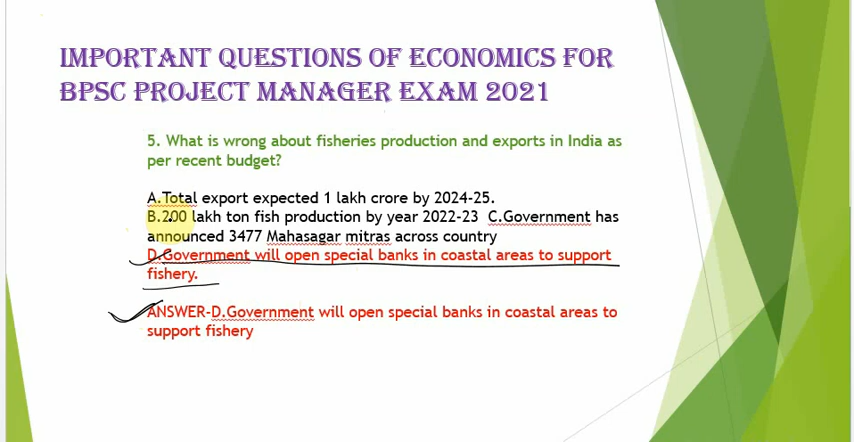 IMPORTANT QUESTIONS OF ECONOMICS FOR
BPSC PROJECT MANAGER EXAM 2021
5. What is wrong about fisheries production and exports in India as
per recent budget?
A.Total export expected 1 lakh crore by 2024-25.
B.200 lakh ton fish production by year 2022-23 C.Government has
announced 3477 Mahasagar mitras across country
D.Government will open special banks in coastal areas to support
fishery.
ANSWER-D.Government will open special banks in coastal areas to
support fishery